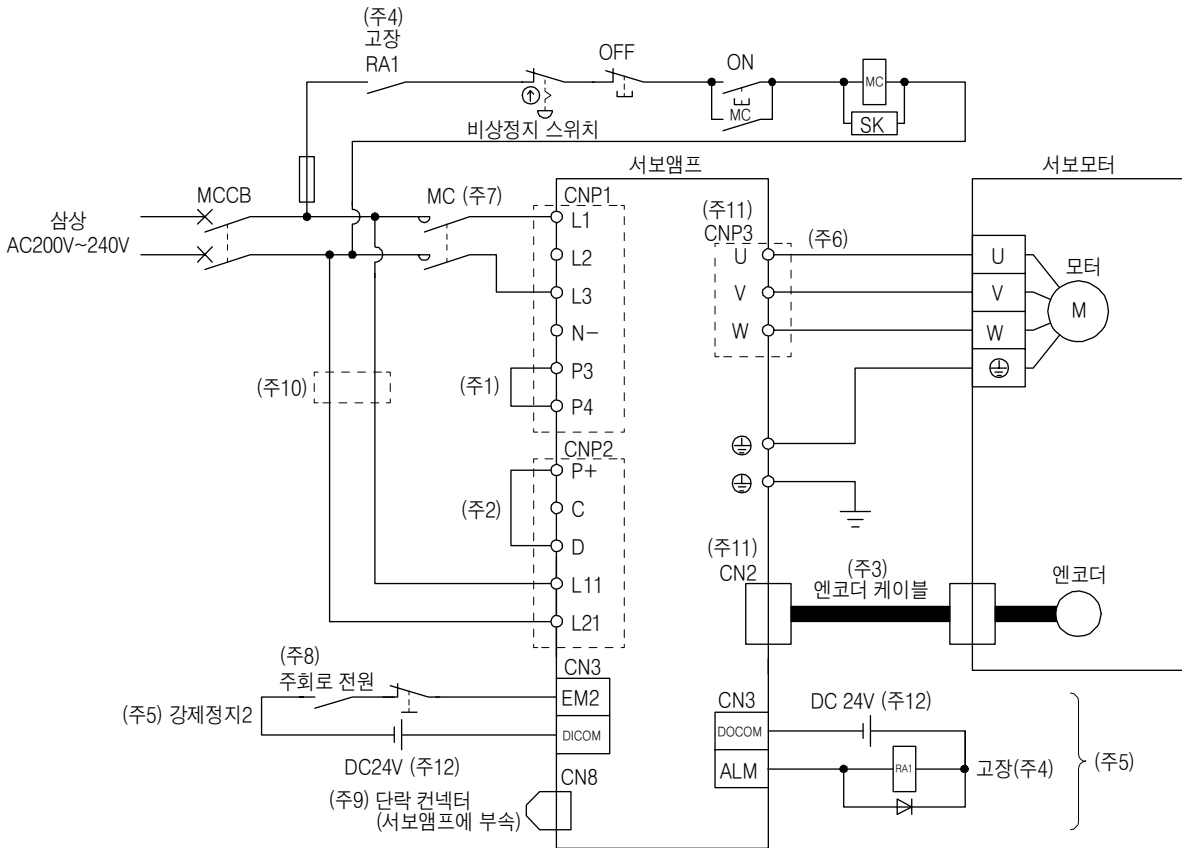 (주4)
고장
RA1
OFF
ON
MC
MC
SK
비상정지 스위치
서보앰프
서보모터
MCCB
MC (주7)
CNP1
삼상
AC200V~240V
L1
L2
L3
N−
P3
P4
(주1)
(주10)
CNP2
P+
C
D
L11
L21
(주2)
(주11)
CNP3
(주6)
U
V
W
U
V
W
모터
M
(주11)
CN2
(주3)
엔코더 케이블
엔코더
(주8)
주회로 전원
CN3
EM2
DICOM
(주5) 강제정지2
DC24V (주12)
CN8
(주9) 단락 컨넥터
(서보앰프에 부속)
CN3
DOCOM
ALM
DC 24V (주12)
RA1
고장(주4)
(주5)